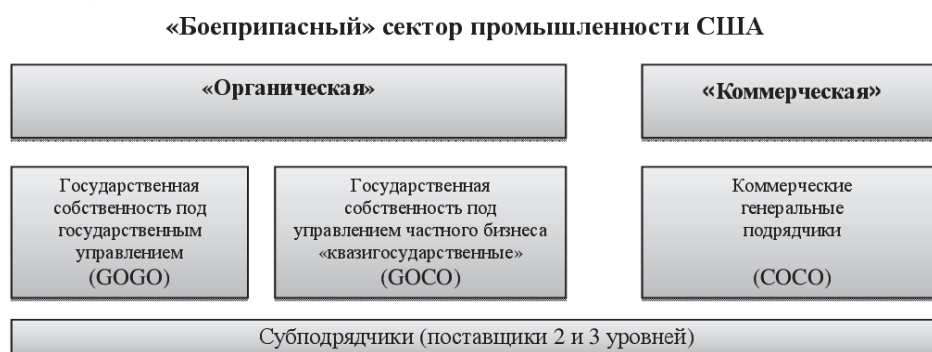 «Боеприпасный» сектор промышленности США
«Органическая»
«Коммерческая»
Государственная
собственность под
государственным
управлением
(GOGO)
Государственная
собственность под
управлением частного бизнеса
«квазигосударственные»
(GOCO)
Коммерческие
генеральные
подрядчики
(COCO)
Субподрядчики (поставщики 2 и 3 уровней)